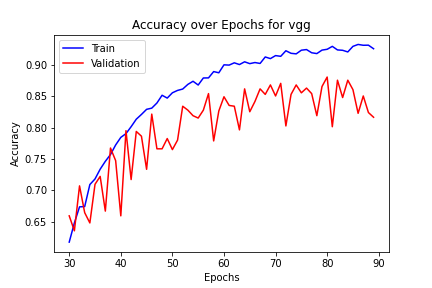 Accuracy over Epochs for vgg
Train
Validation
Accuracy
0.90
0.85
0.80
0.75
0.70
0.65
30 40 50 60 70 80 90
Epochs